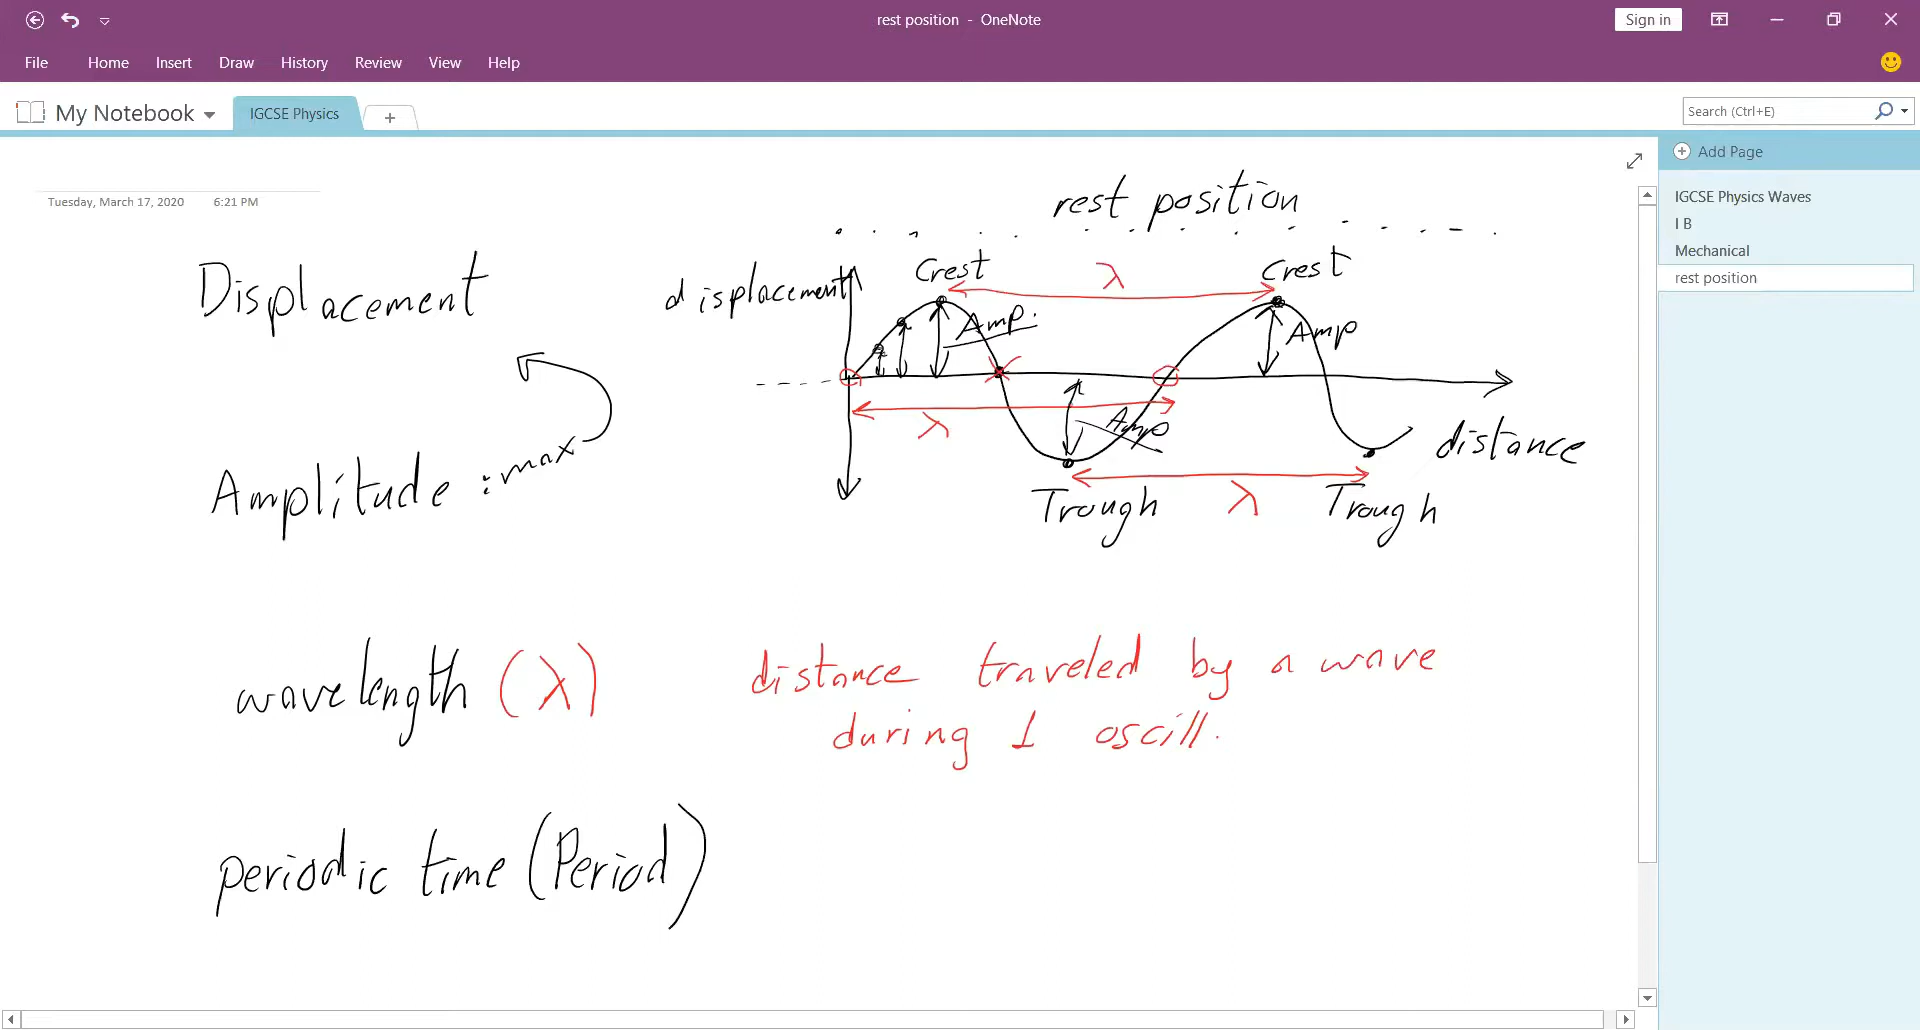 rest position - OneNote
Sign in
File Home Insert Draw History Review View Help
My Notebook
IGCSE Physics
+
Search (Ctrl+E)
Add Page
IGCSE Physics Waves
I B
Mechanical
rest position
Tuesday, March 17, 2020 6:21 PM
rest position
Displacement
displacement
Crest
λ
Crest
Amp.
Amp
λ
Amp
distance
Amplitude : max
Trough
λ
Trough
wavelength (λ)
distance traveled by a wave
during 1 oscill.
periodic time (Period)